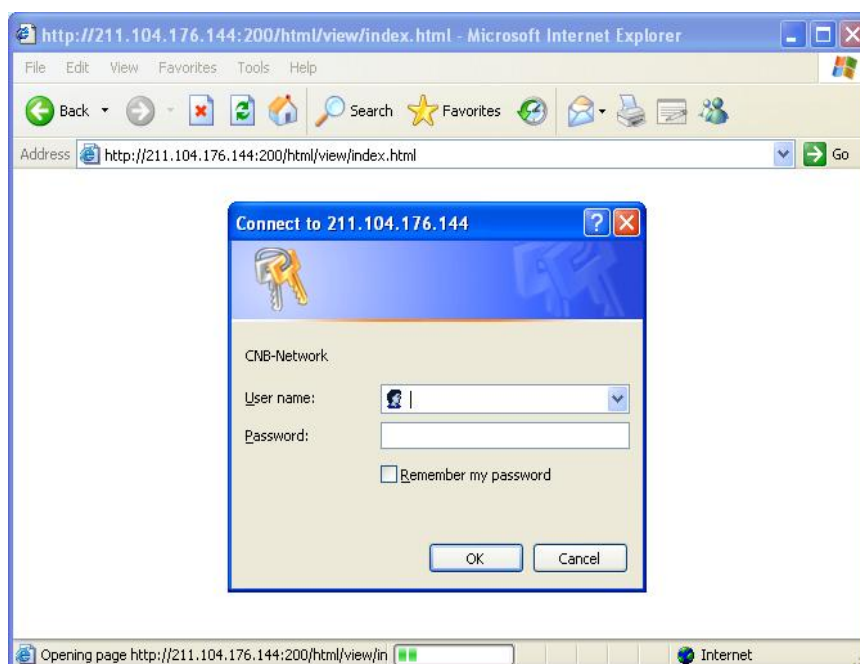 http://211.104.176.144:200/html/view/index.html - Microsoft Internet Explorer
File Edit View Favorites Tools Help
Back Search Favorites
Address http://211.104.176.144:200/html/view/index.html Go
Connect to 211.104.176.144
CNB-Network
User name:
Password:
Remember my password
OK Cancel
Opening page http://211.104.176.144:200/html/view/in Internet